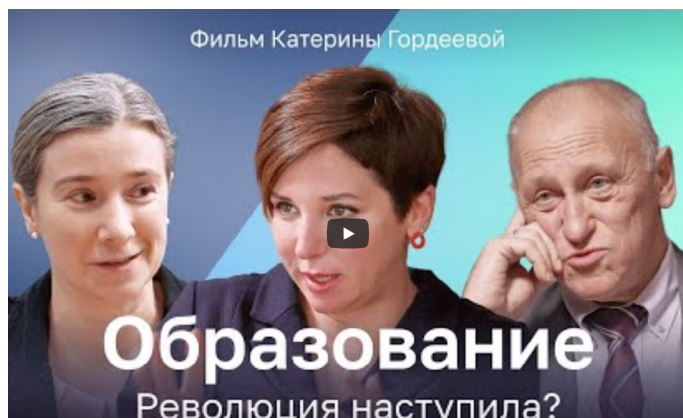 Фильм Катерины Гордеевой
Образование
Революция наступила?